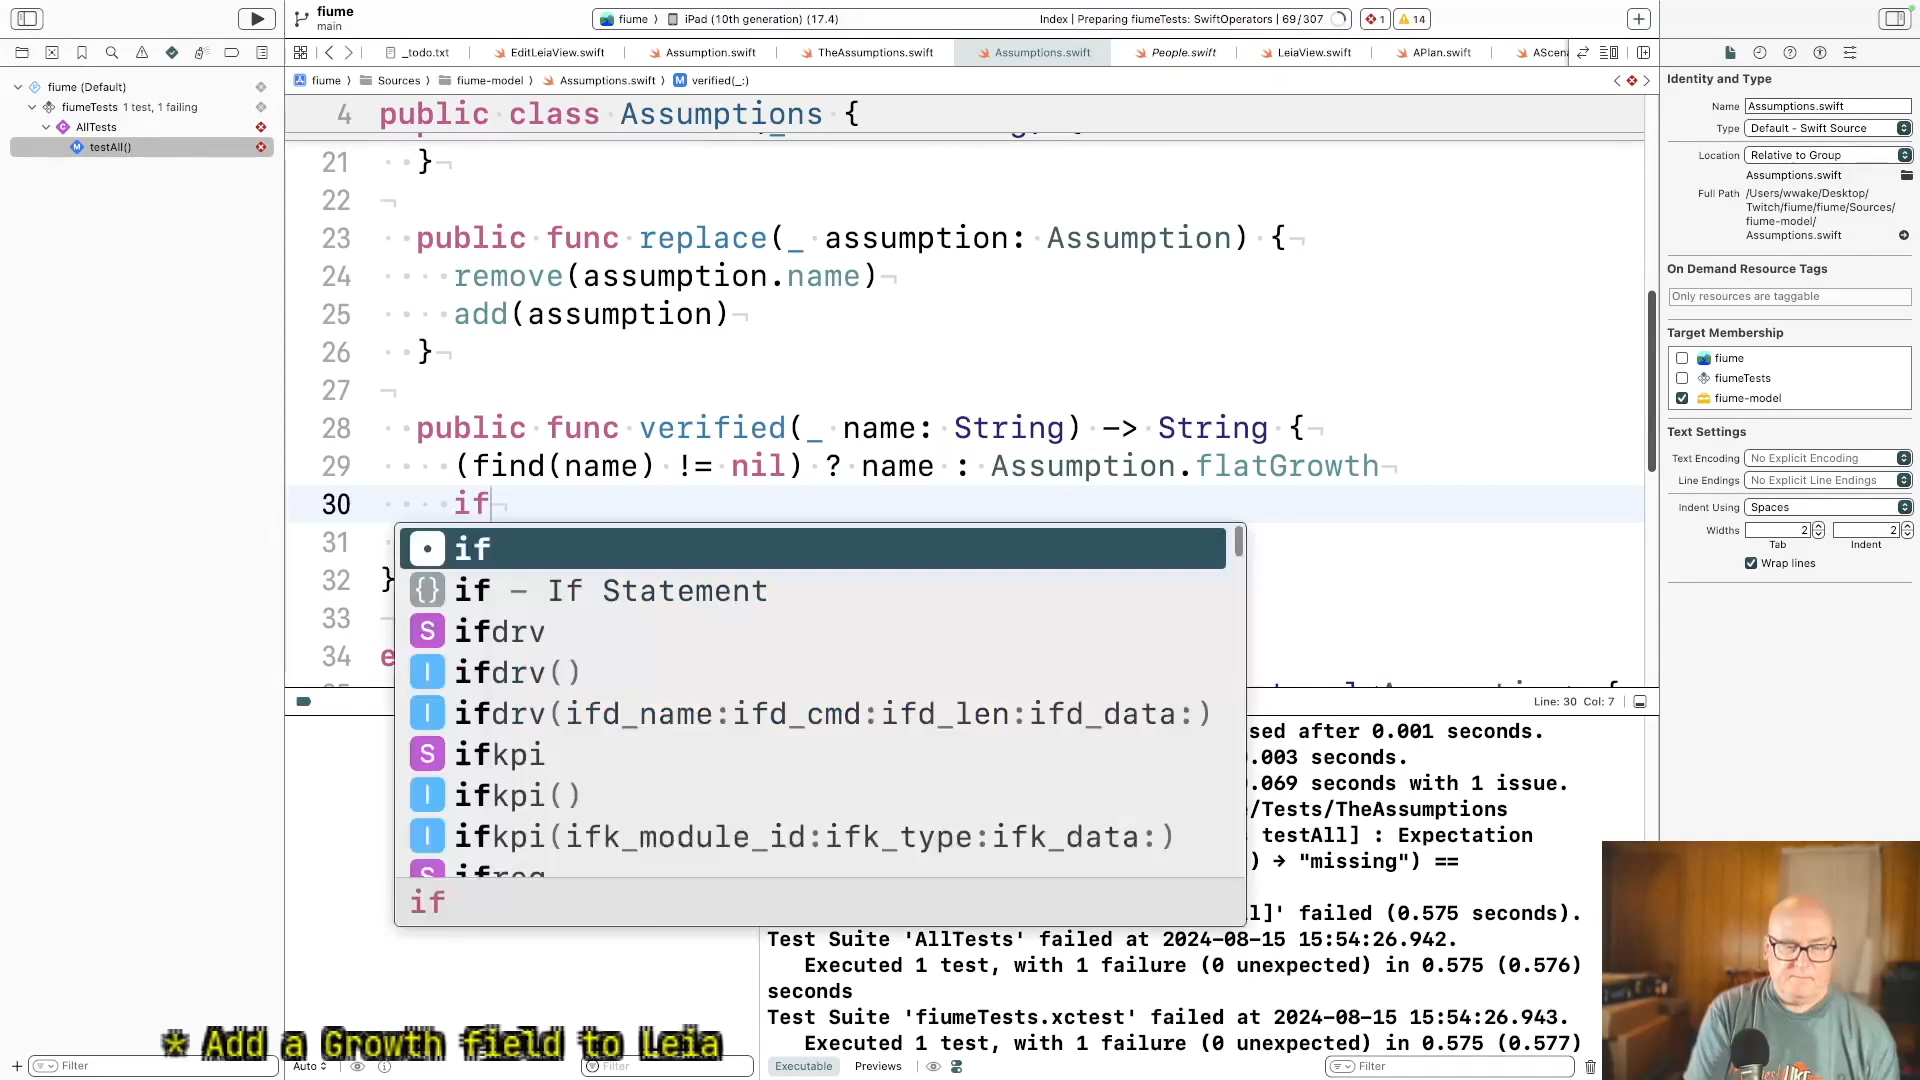 fiume
main
fiume
iPad (10th generation) (17.4)
Index | Preparing fiumeTests: SwiftOperators | 69/307
1
14
_todo.txt
EditLeiaView.swift
Assumption.swift
TheAssumptions.swift
Assumptions.swift
People.swift
LeiaView.swift
APlan.swift
AScena
fiume
Sources
fiume-model
Assumptions.swift
verified(_:)
fiume (Default)
fiumeTests 1 test, 1 failing
AllTests
testAll()
4 public class Assumptions {
21 }
22
23 public func replace(_ assumption: Assumption) {
24 remove(assumption.name)
25 add(assumption)
26 }
27
28 public func verified(_ name: String) -> String {
29 (find(name) != nil) ? name : Assumption.flatGrowth
30 if
31
32 }
33
34 e
if
if – If Statement
ifdrv
ifdrv()
ifdrv(ifd_name:ifd_cmd:ifd_len:ifd_data:)
ifkpi
ifkpi()
ifkpi(ifk_module_id:ifk_type:ifk_data:)
ifreq
if
Line: 30 Col: 7
sed after 0.001 seconds.
.003 seconds.
.069 seconds with 1 issue.
e/Tests/TheAssumptions
s testAll] : Expectation
) → "missing") ==
l]' failed (0.575 seconds).
Test Suite 'AllTests' failed at 2024-08-15 15:54:26.942.
Executed 1 test, with 1 failure (0 unexpected) in 0.575 (0.576)
seconds
Test Suite 'fiumeTests.xctest' failed at 2024-08-15 15:54:26.943.
Executed 1 test, with 1 failure (0 unexpected) in 0.575 (0.577)
* Add a Growth field to Leia
Filter
Auto
Filter
Executable
Previews
Filter
Identity and Type
Name Assumptions.swift
Type Default - Swift Source
Location Relative to Group
Assumptions.swift
Full Path /Users/wwake/Desktop/
Twitch/fiume/fiume/Sources/
fiume-model/
Assumptions.swift
On Demand Resource Tags
Only resources are taggable
Target Membership
fiume
fiumeTests
fiume-model
Text Settings
Text Encoding No Explicit Encoding
Line Endings No Explicit Line Endings
Indent Using Spaces
Widths 2 2
Tab Indent
Wrap lines